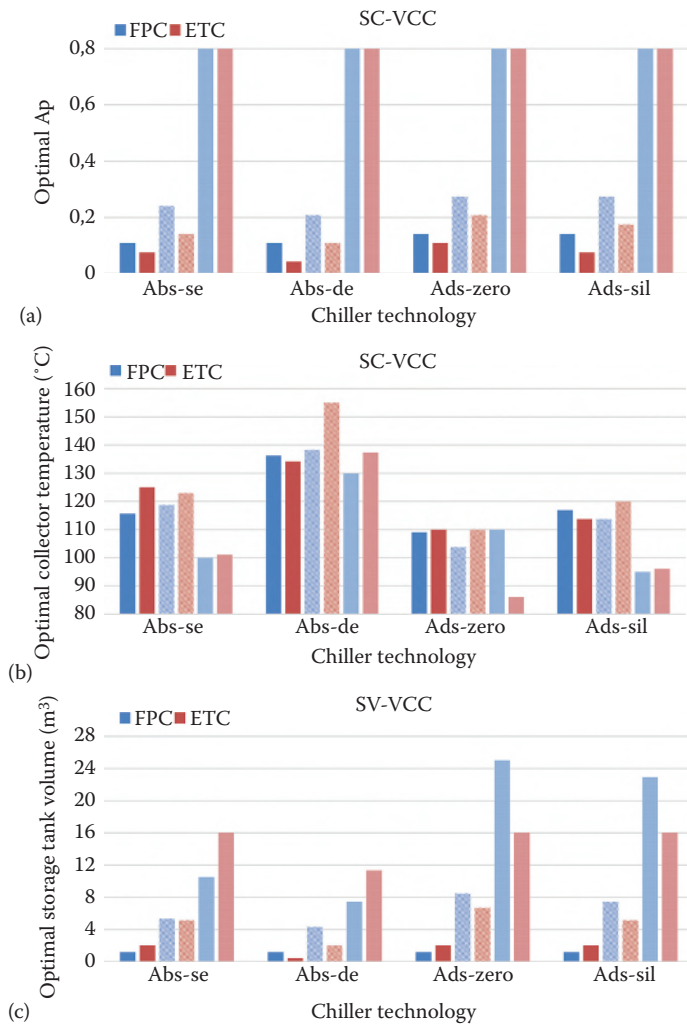 SC-VCC
FPC ETC
0,8
0,6
0,4
0,2
0
Optimal Ap
Abs-se Abs-de Ads-zero Ads-sil
(a)
Chiller technology
SC-VCC
FPC ETC
160
150
140
130
120
110
100
90
80
Optimal collector temperature (˚C)
Abs-se Abs-de Ads-zero Ads-sil
Chiller technology
(b)
SV-VCC
FPC ETC
28
24
20
16
12
8
4
0
Optimal storage tank volume (m³)
Abs-se Abs-de Ads-zero Ads-sil
(c)
Chiller technology